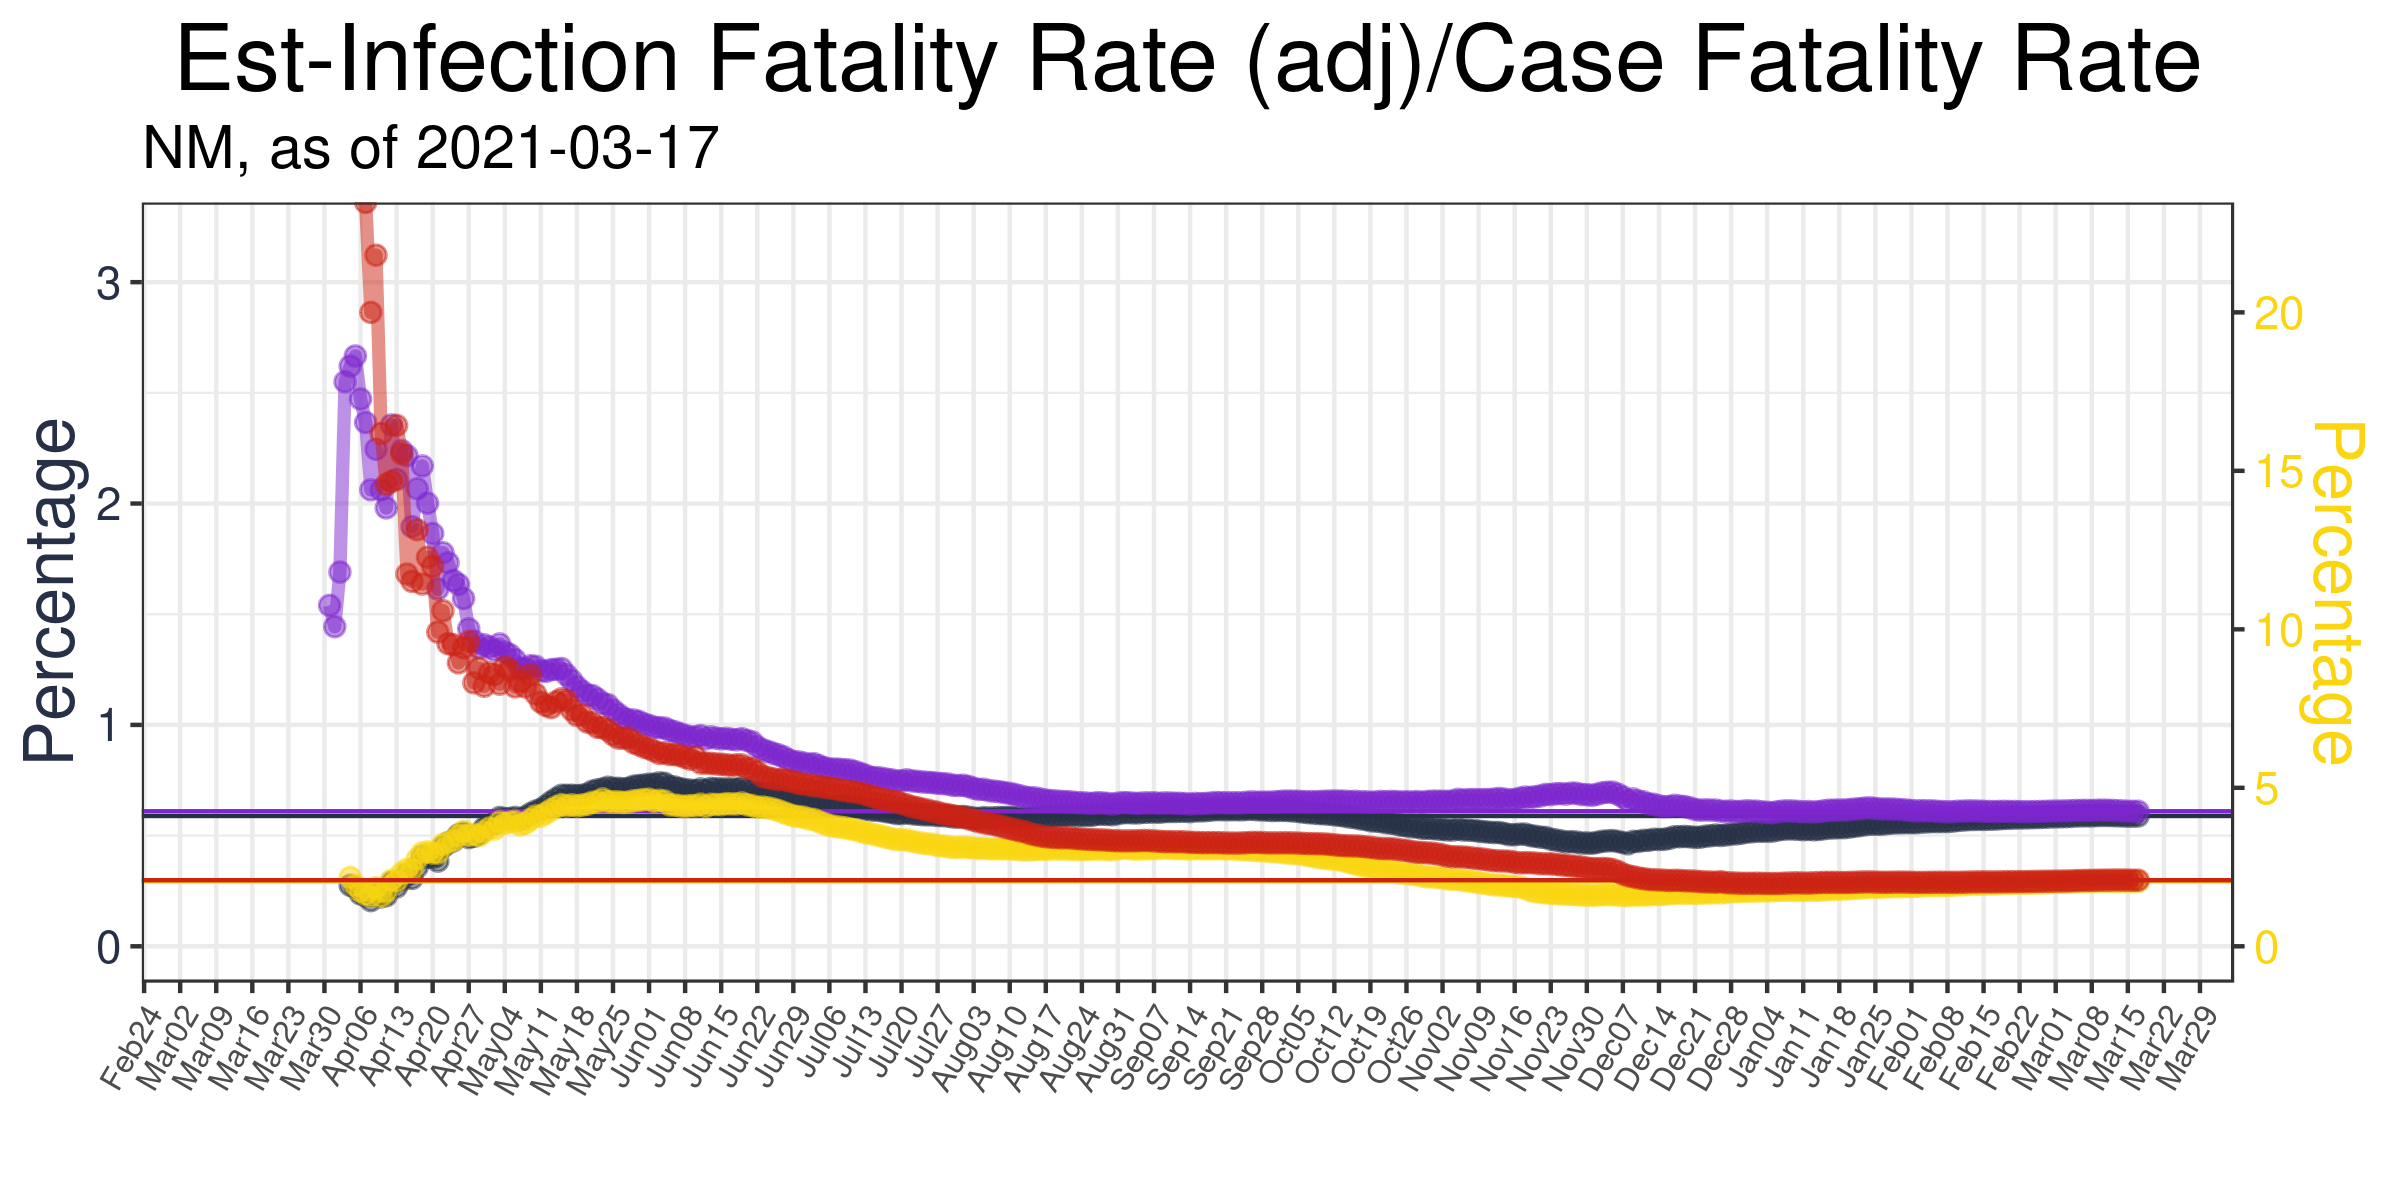 Est-Infection Fatality Rate (adj)/Case Fatality Rate
NM, as of 2021-03-17
Percentage
3
2
1
0
20
15
10
5
0
Percentage
Feb24
Mar02
Mar09
Mar16
Mar23
Mar30
Apr06
Apr13
Apr20
Apr27
May04
May11
May18
May25
Jun01
Jun08
Jun15
Jun22
Jun29
Jul06
Jul13
Jul20
Jul27
Aug03
Aug10
Aug17
Aug24
Aug31
Sep07
Sep14
Sep21
Sep28
Oct05
Oct12
Oct19
Oct26
Nov02
Nov09
Nov16
Nov23
Nov30
Dec07
Dec14
Dec21
Dec28
Jan04
Jan11
Jan18
Jan25
Feb01
Feb08
Feb15
Feb22
Mar01
Mar08
Mar15
Mar22
Mar29